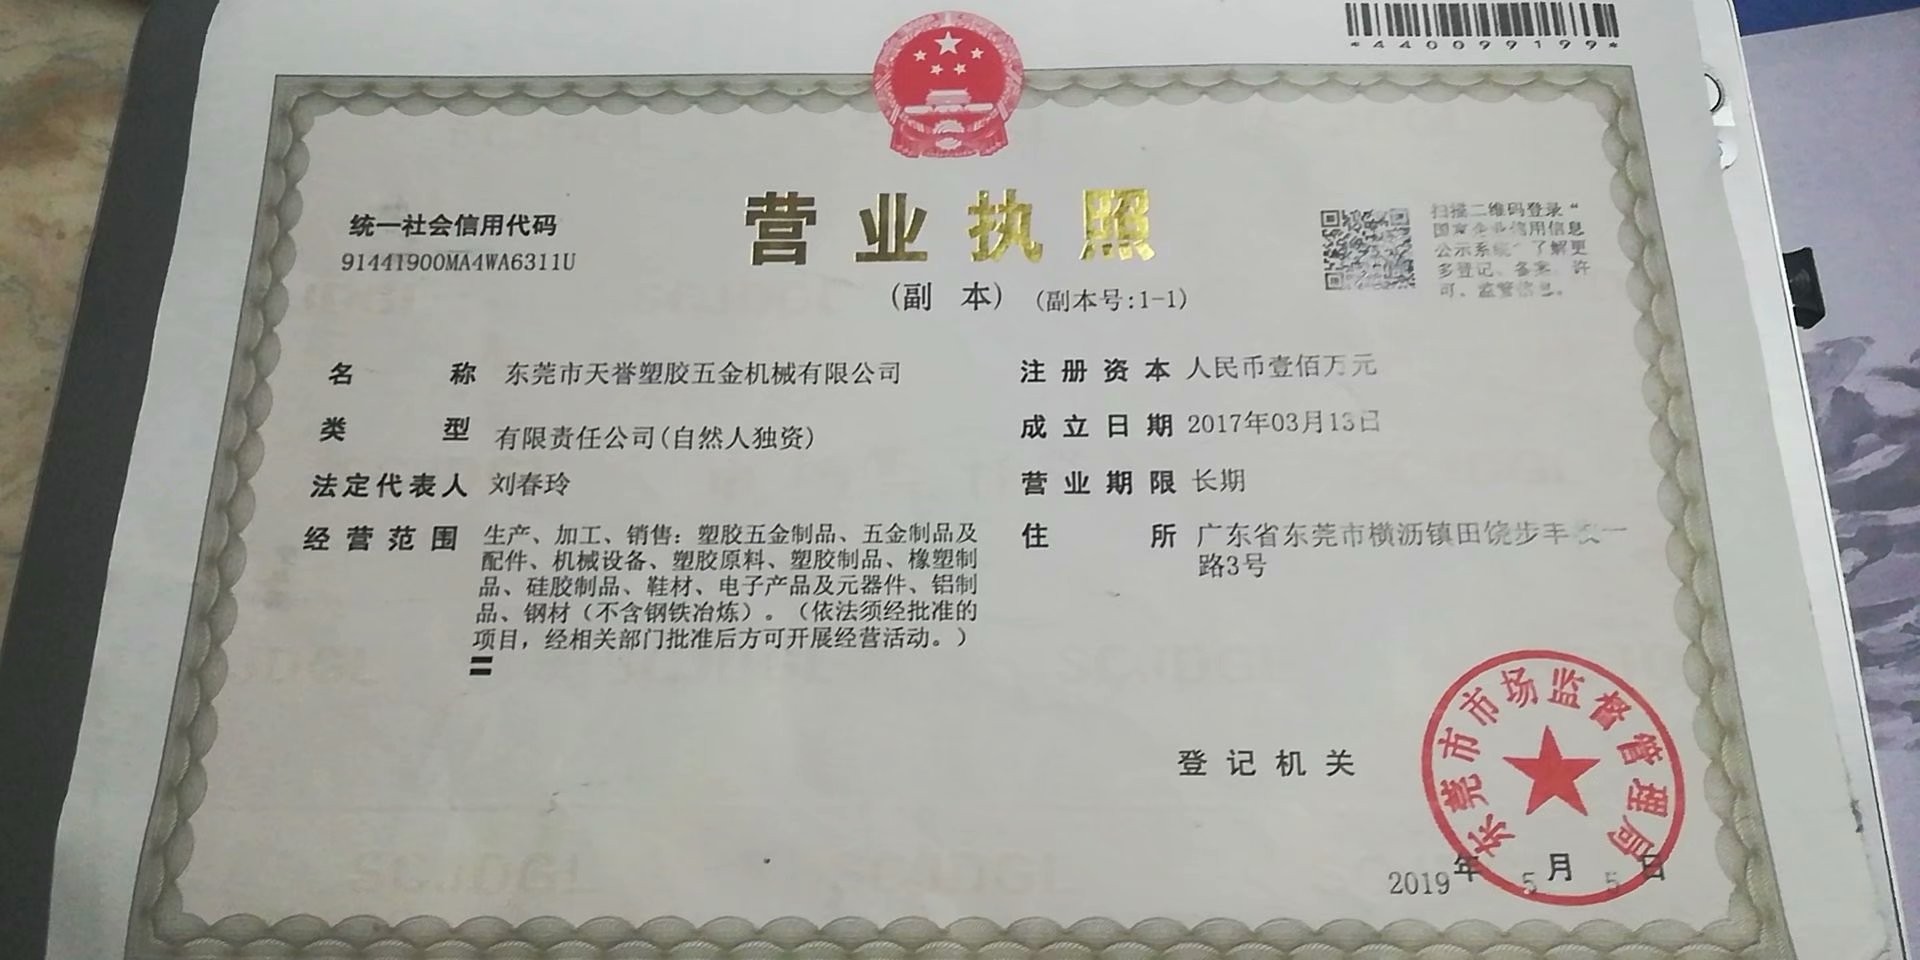 *440099199*
统一社会信用代码
91441900MA4WA6311U
营业执照
(副 本) (副本号:1-1)
扫描二维码登录“
国家企业信用信息
公示系统”了解更
多登记、备案、许
可、监管信息。
名 称 东莞市天誉塑胶五金机械有限公司
类 型 有限责任公司(自然人独资)
法定代表人 刘春玲
经营范围 生产、加工、销售：塑胶五金制品、五金制品及
配件、机械设备、塑胶原料、塑胶制品、橡塑制
品、硅胶制品、鞋材、电子产品及元器件、铝制
品、钢材（不含钢铁冶炼）。（依法须经批准的
项目，经相关部门批准后方可开展经营活动。）
注册资本 人民币壹佰万元
成立日期 2017年03月13日
营业期限 长期
住 所 广东省东莞市横沥镇田饶步丰一
路3号
登记机关
东莞市市场监督管理局
2019年 5月 5日
SCJDGL
SCJDGL
SCJDGL